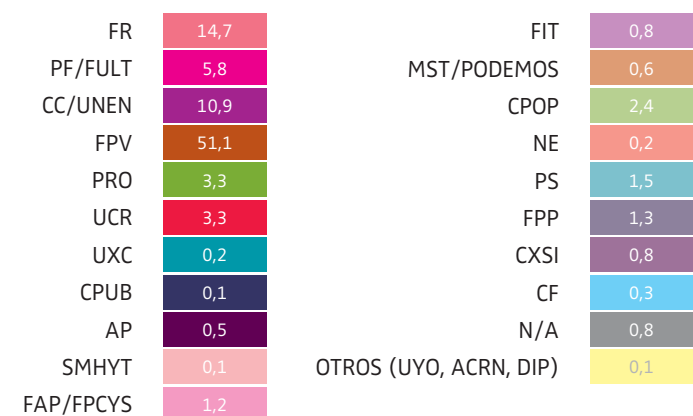 FR 14,7
PF/FULT 5,8
CC/UNEN 10,9
FPV 51,1
PRO 3,3
UCR 3,3
UXC 0,2
CPUB 0,1
AP 0,5
SMHYT 0,1
FAP/FPCYS 1,2
FIT 0,8
MST/PODEMOS 0,6
CPOP 2,4
NE 0,2
PS 1,5
FPP 1,3
CXSI 0,8
CF 0,3
N/A 0,8
OTROS (UYO, ACRN, DIP) 0,1